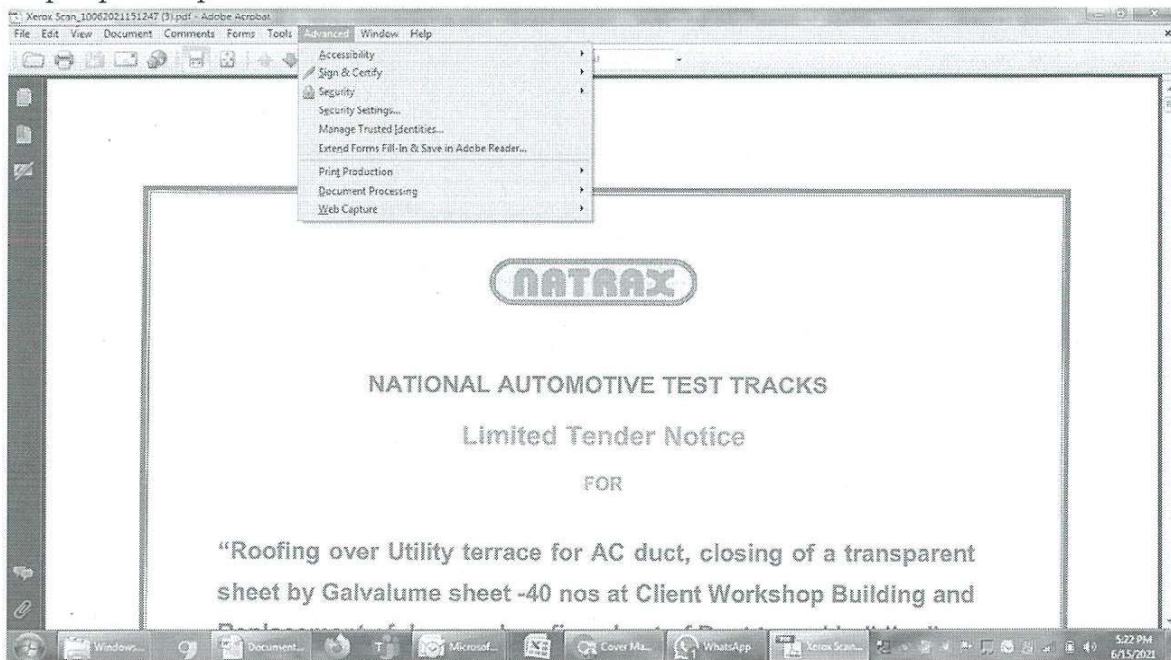 Xerox Scan_10062021151247 (3).pdf - Adobe Acrobat
File Edit View Document Comments Forms Tools Advanced Window Help
Accessibility
Sign & Certify
Security
Security Settings...
Manage Trusted Identities...
Extend Forms Fill-In & Save in Adobe Reader...
Print Production
Document Processing
Web Capture
NATRAX
NATIONAL AUTOMOTIVE TEST TRACKS
Limited Tender Notice
FOR
“Roofing over Utility terrace for AC duct, closing of a transparent
sheet by Galvalume sheet -40 nos at Client Workshop Building and
Windows... Document... Microsof... Cover Ma... WhatsApp Xerox Scan... 5:22 PM
6/15/2021